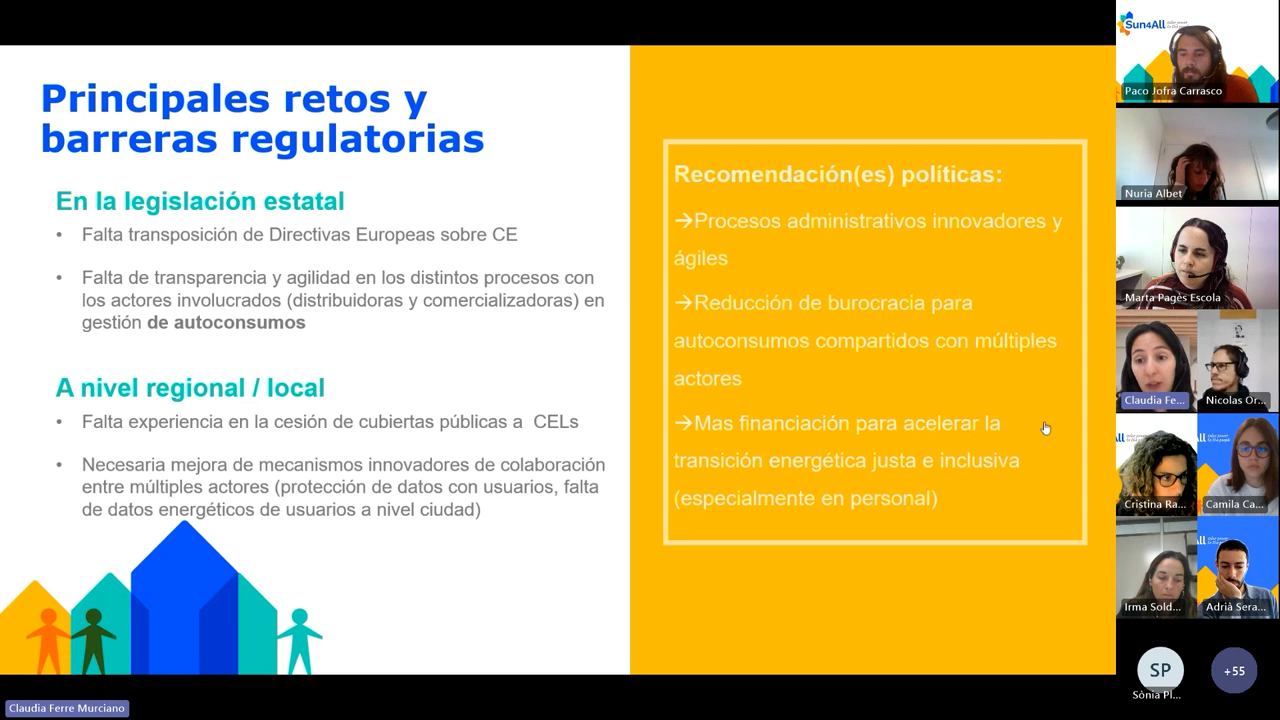 Principales retos y
barreras regulatorias
En la legislación estatal
• Falta transposición de Directivas Europeas sobre CE
• Falta de transparencia y agilidad en los distintos procesos con
los actores involucrados (distribuidoras y comercializadoras) en
gestión de autoconsumos
A nivel regional / local
• Falta experiencia en la cesión de cubiertas públicas a CELs
• Necesaria mejora de mecanismos innovadores de colaboración
entre múltiples actores (protección de datos con usuarios, falta
de datos energéticos de usuarios a nivel ciudad)
Recomendación(es) políticas:
→Procesos administrativos innovadores y
ágiles
→Reducción de burocracia para
autoconsumos compartidos con múltiples
actores
→Mas financiación para acelerar la
transición energética justa e inclusiva
(especialmente en personal)
Sun4All
Paco Jofra Carrasco
Nuria Albet
Marta Pagès Escola
Claudia Fe...
Nicolas Or...
Cristina Ra...
Camila Ca...
Irma Sold...
Adrià Sera...
SP
Sònia Pl...
+55
Claudia Ferre Murciano